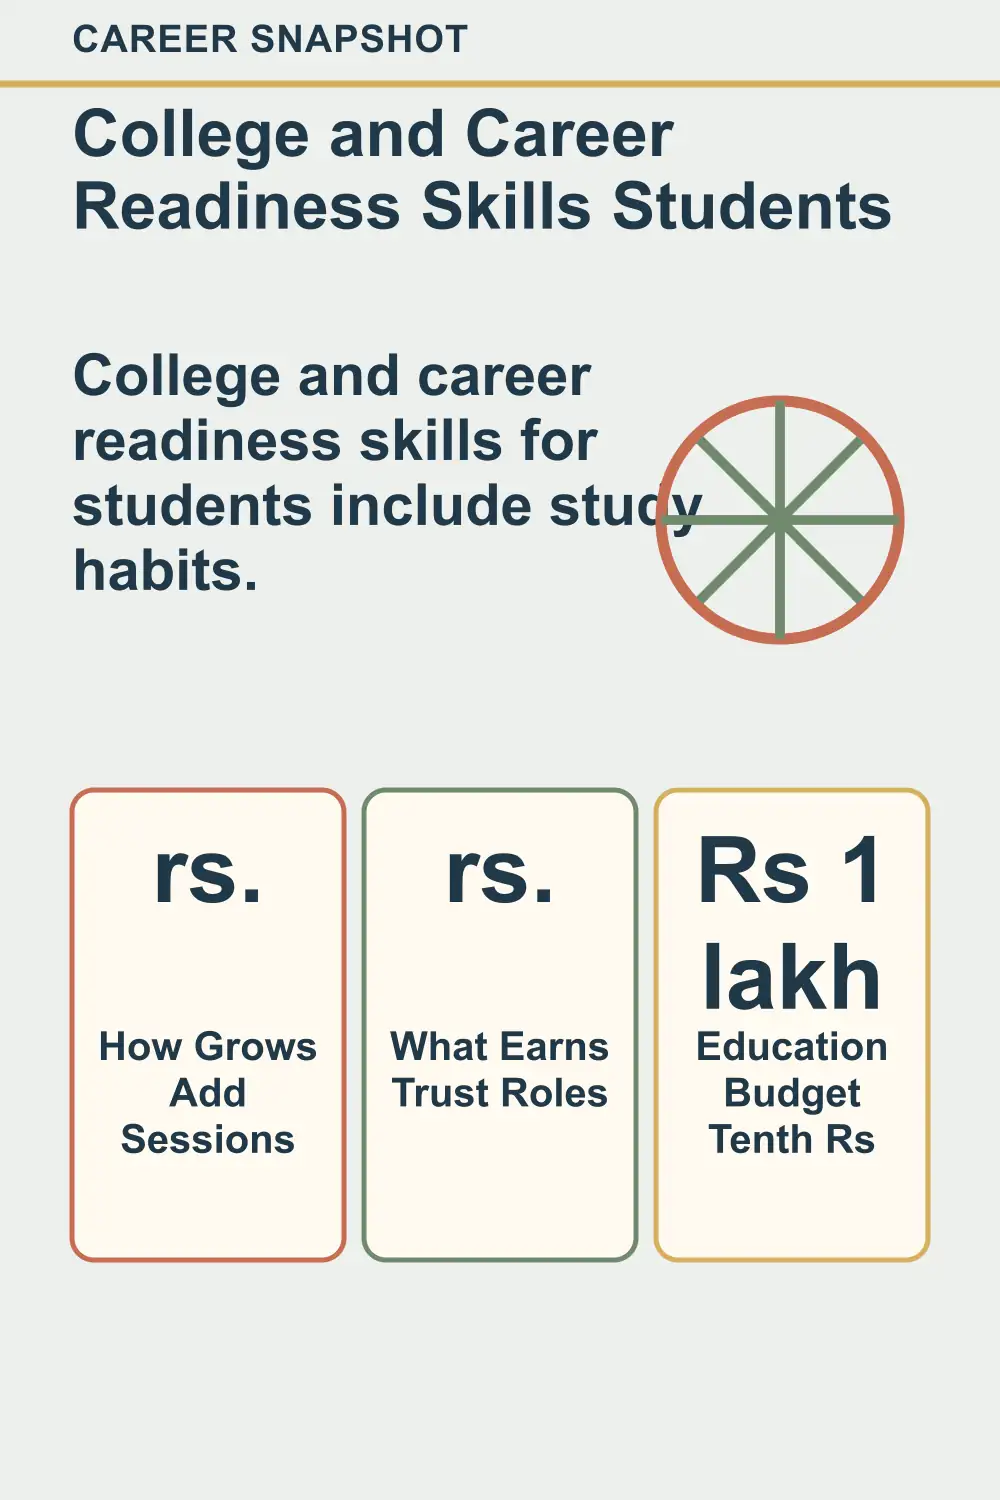 CAREER SNAPSHOT
College and Career
Readiness Skills Students
College and career
readiness skills for
students include study
habits.
rs.
How Grows
Add
Sessions
rs.
What Earns
Trust Roles
Rs 1
lakh
Education
Budget
Tenth Rs